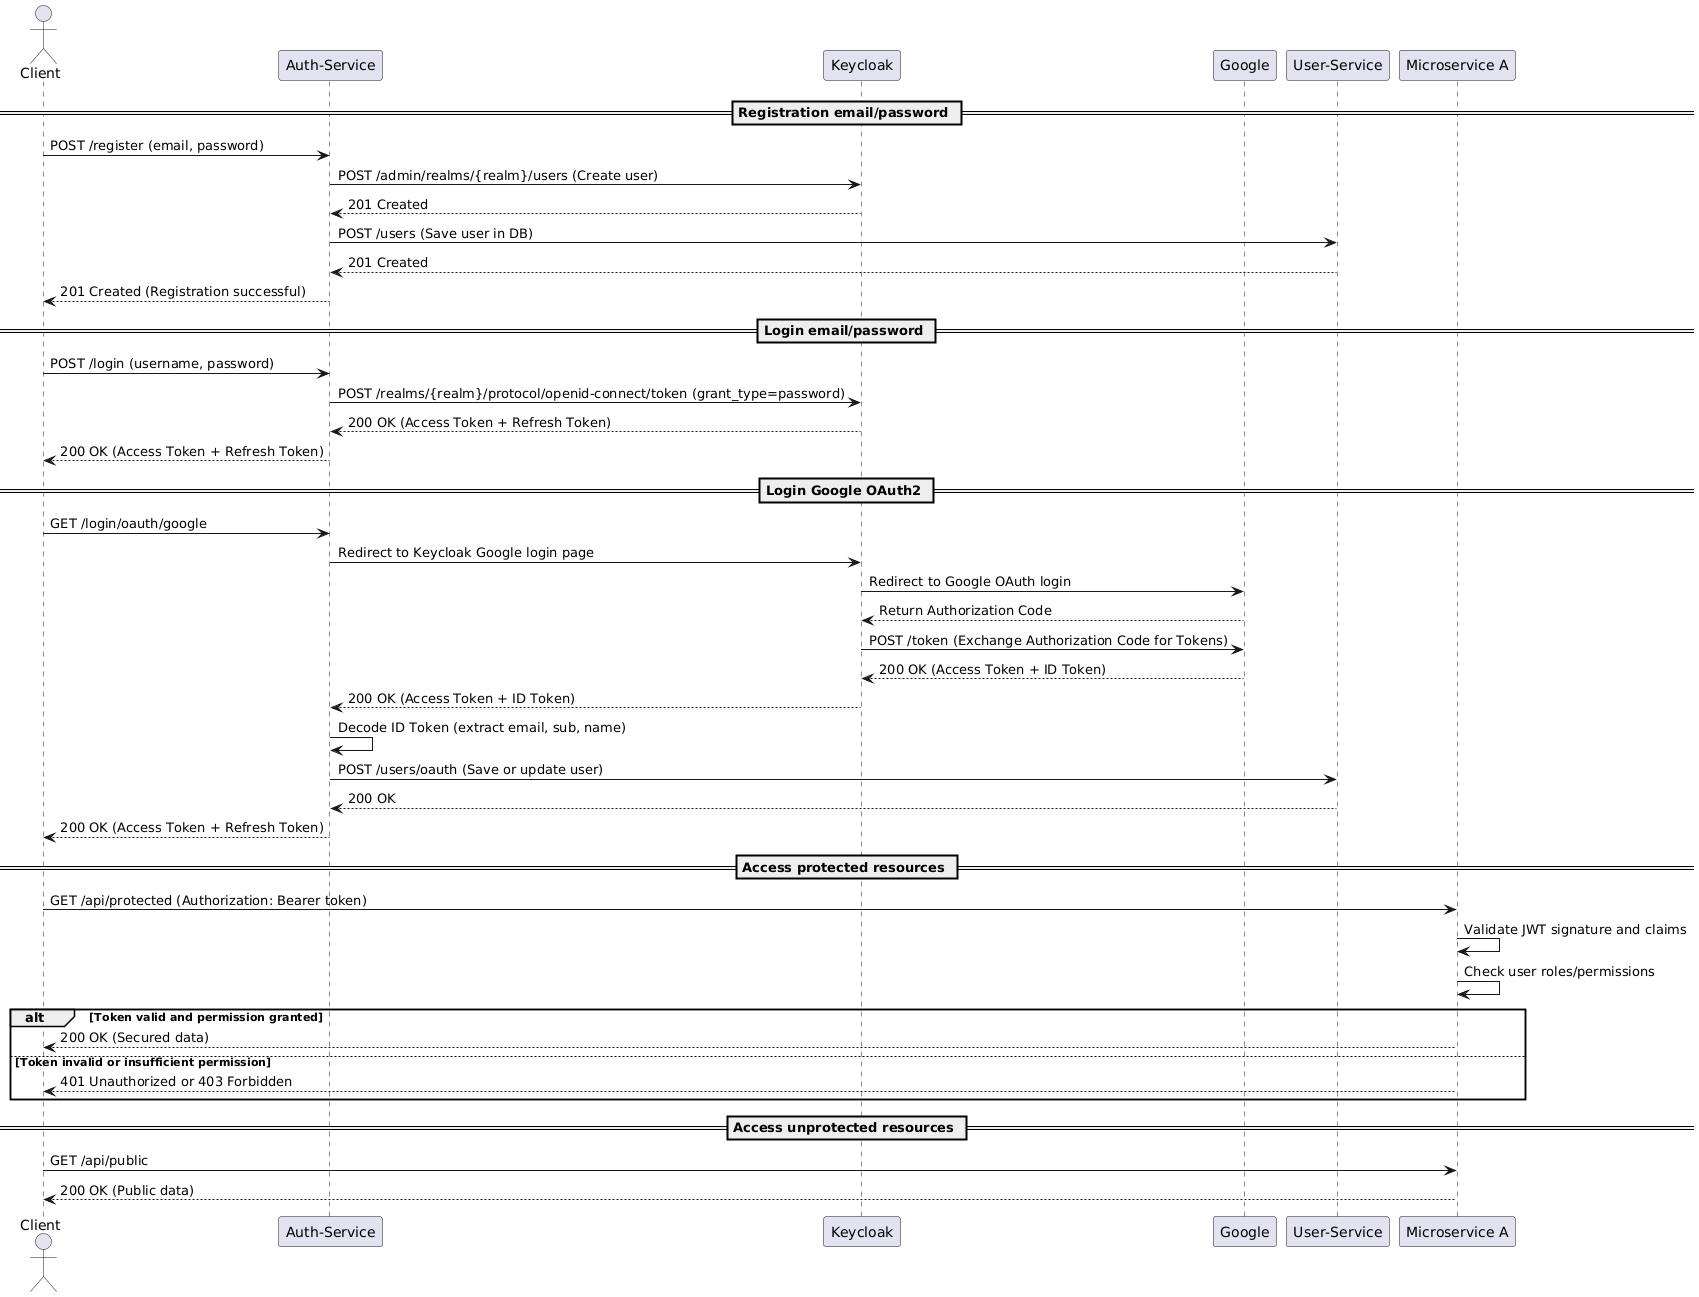 Client
Auth-Service
Keycloak
Google
User-Service
Microservice A
Registration email/password
POST /register (email, password)
POST /admin/realms/{realm}/users (Create user)
201 Created
POST /users (Save user in DB)
201 Created
201 Created (Registration successful)
Login email/password
POST /login (username, password)
POST /realms/{realm}/protocol/openid-connect/token (grant_type=password)
200 OK (Access Token + Refresh Token)
200 OK (Access Token + Refresh Token)
Login Google OAuth2
GET /login/oauth/google
Redirect to Keycloak Google login page
Redirect to Google OAuth login
Return Authorization Code
POST /token (Exchange Authorization Code for Tokens)
200 OK (Access Token + ID Token)
200 OK (Access Token + ID Token)
Decode ID Token (extract email, sub, name)
POST /users/oauth (Save or update user)
200 OK
200 OK (Access Token + Refresh Token)
Access protected resources
GET /api/protected (Authorization: Bearer token)
Validate JWT signature and claims
Check user roles/permissions
alt
[Token valid and permission granted]
200 OK (Secured data)
[Token invalid or insufficient permission]
401 Unauthorized or 403 Forbidden
Access unprotected resources
GET /api/public
200 OK (Public data)
Client
Auth-Service
Keycloak
Google
User-Service
Microservice A